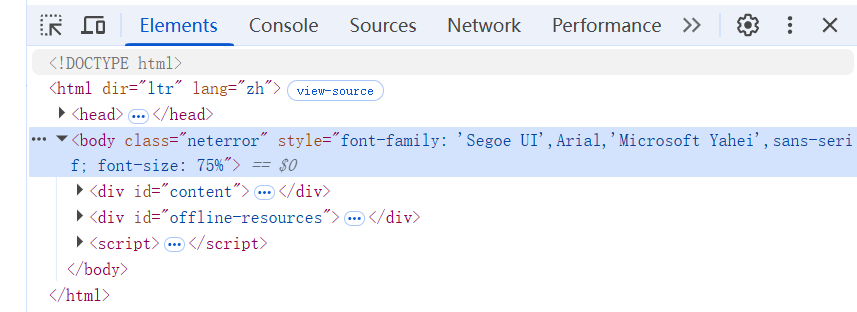 Elements Console Sources Network Performance
<!DOCTYPE html>
<html dir="ltr" lang="zh"> view-source
<head> ••• </head>
••• <body class="neterror" style="font-family: 'Segoe UI',Arial,'Microsoft Yahei',sans-seri
f; font-size: 75%"> == $0
<div id="content"> ••• </div>
<div id="offline-resources"> ••• </div>
<script> ••• </script>
</body>
</html>